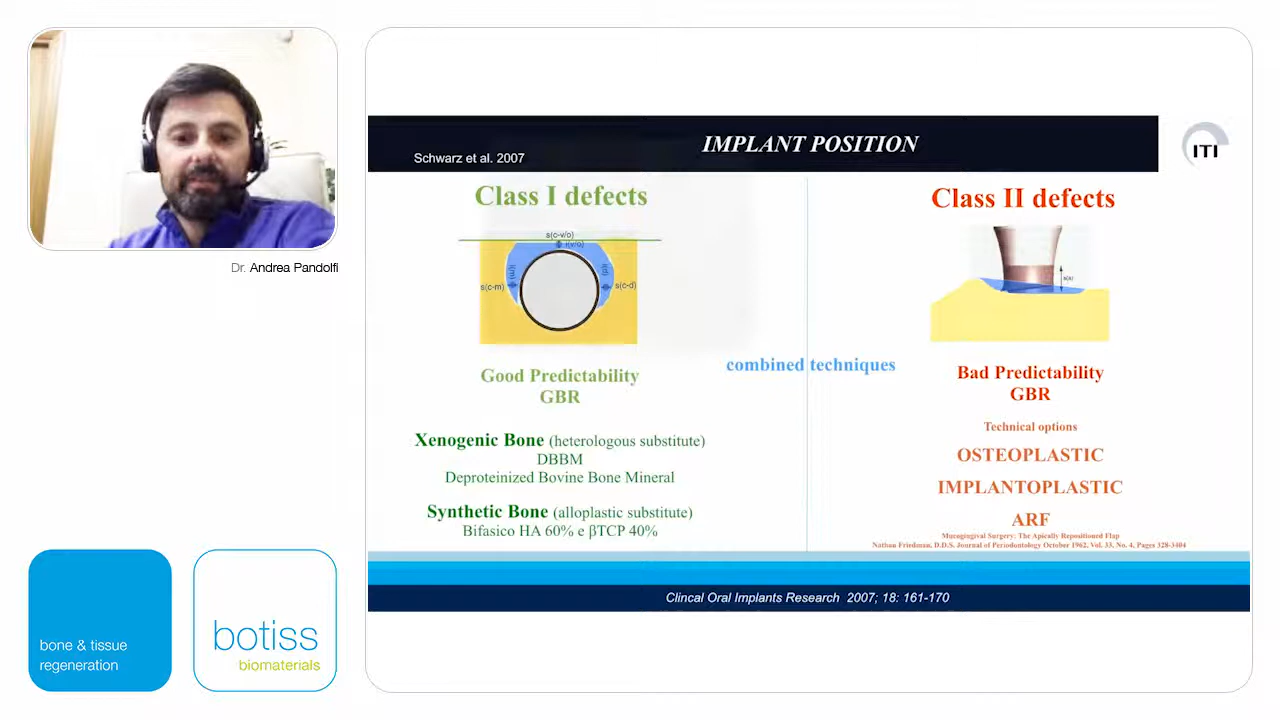 Dr. Andrea Pandolfi
bone & tissue
regeneration
botiss
biomaterials
IMPLANT POSITION
Schwarz et al. 2007
ITI
Class I defects
s(c-v/o)
i(v/o)
i(m)
i(d)
s(c-m)
s(c-d)
Good Predictability
GBR
Xenogenic Bone (heterologous substitute)
DBBM
Deproteinized Bovine Bone Mineral
Synthetic Bone (alloplastic substitute)
Bifasico HA 60% e βTCP 40%
combined techniques
Class II defects
s(s)
Bad Predictability
GBR
Technical options
OSTEOPLASTIC
IMPLANTOPLASTIC
ARF
Mucogingival Surgery: The Apically Repositioned Flap
Nathan Friedman, D.D.S. Journal of Periodontology October 1962, Vol. 33, No. 4, Pages 328-3404
Clincal Oral Implants Research 2007; 18: 161-170